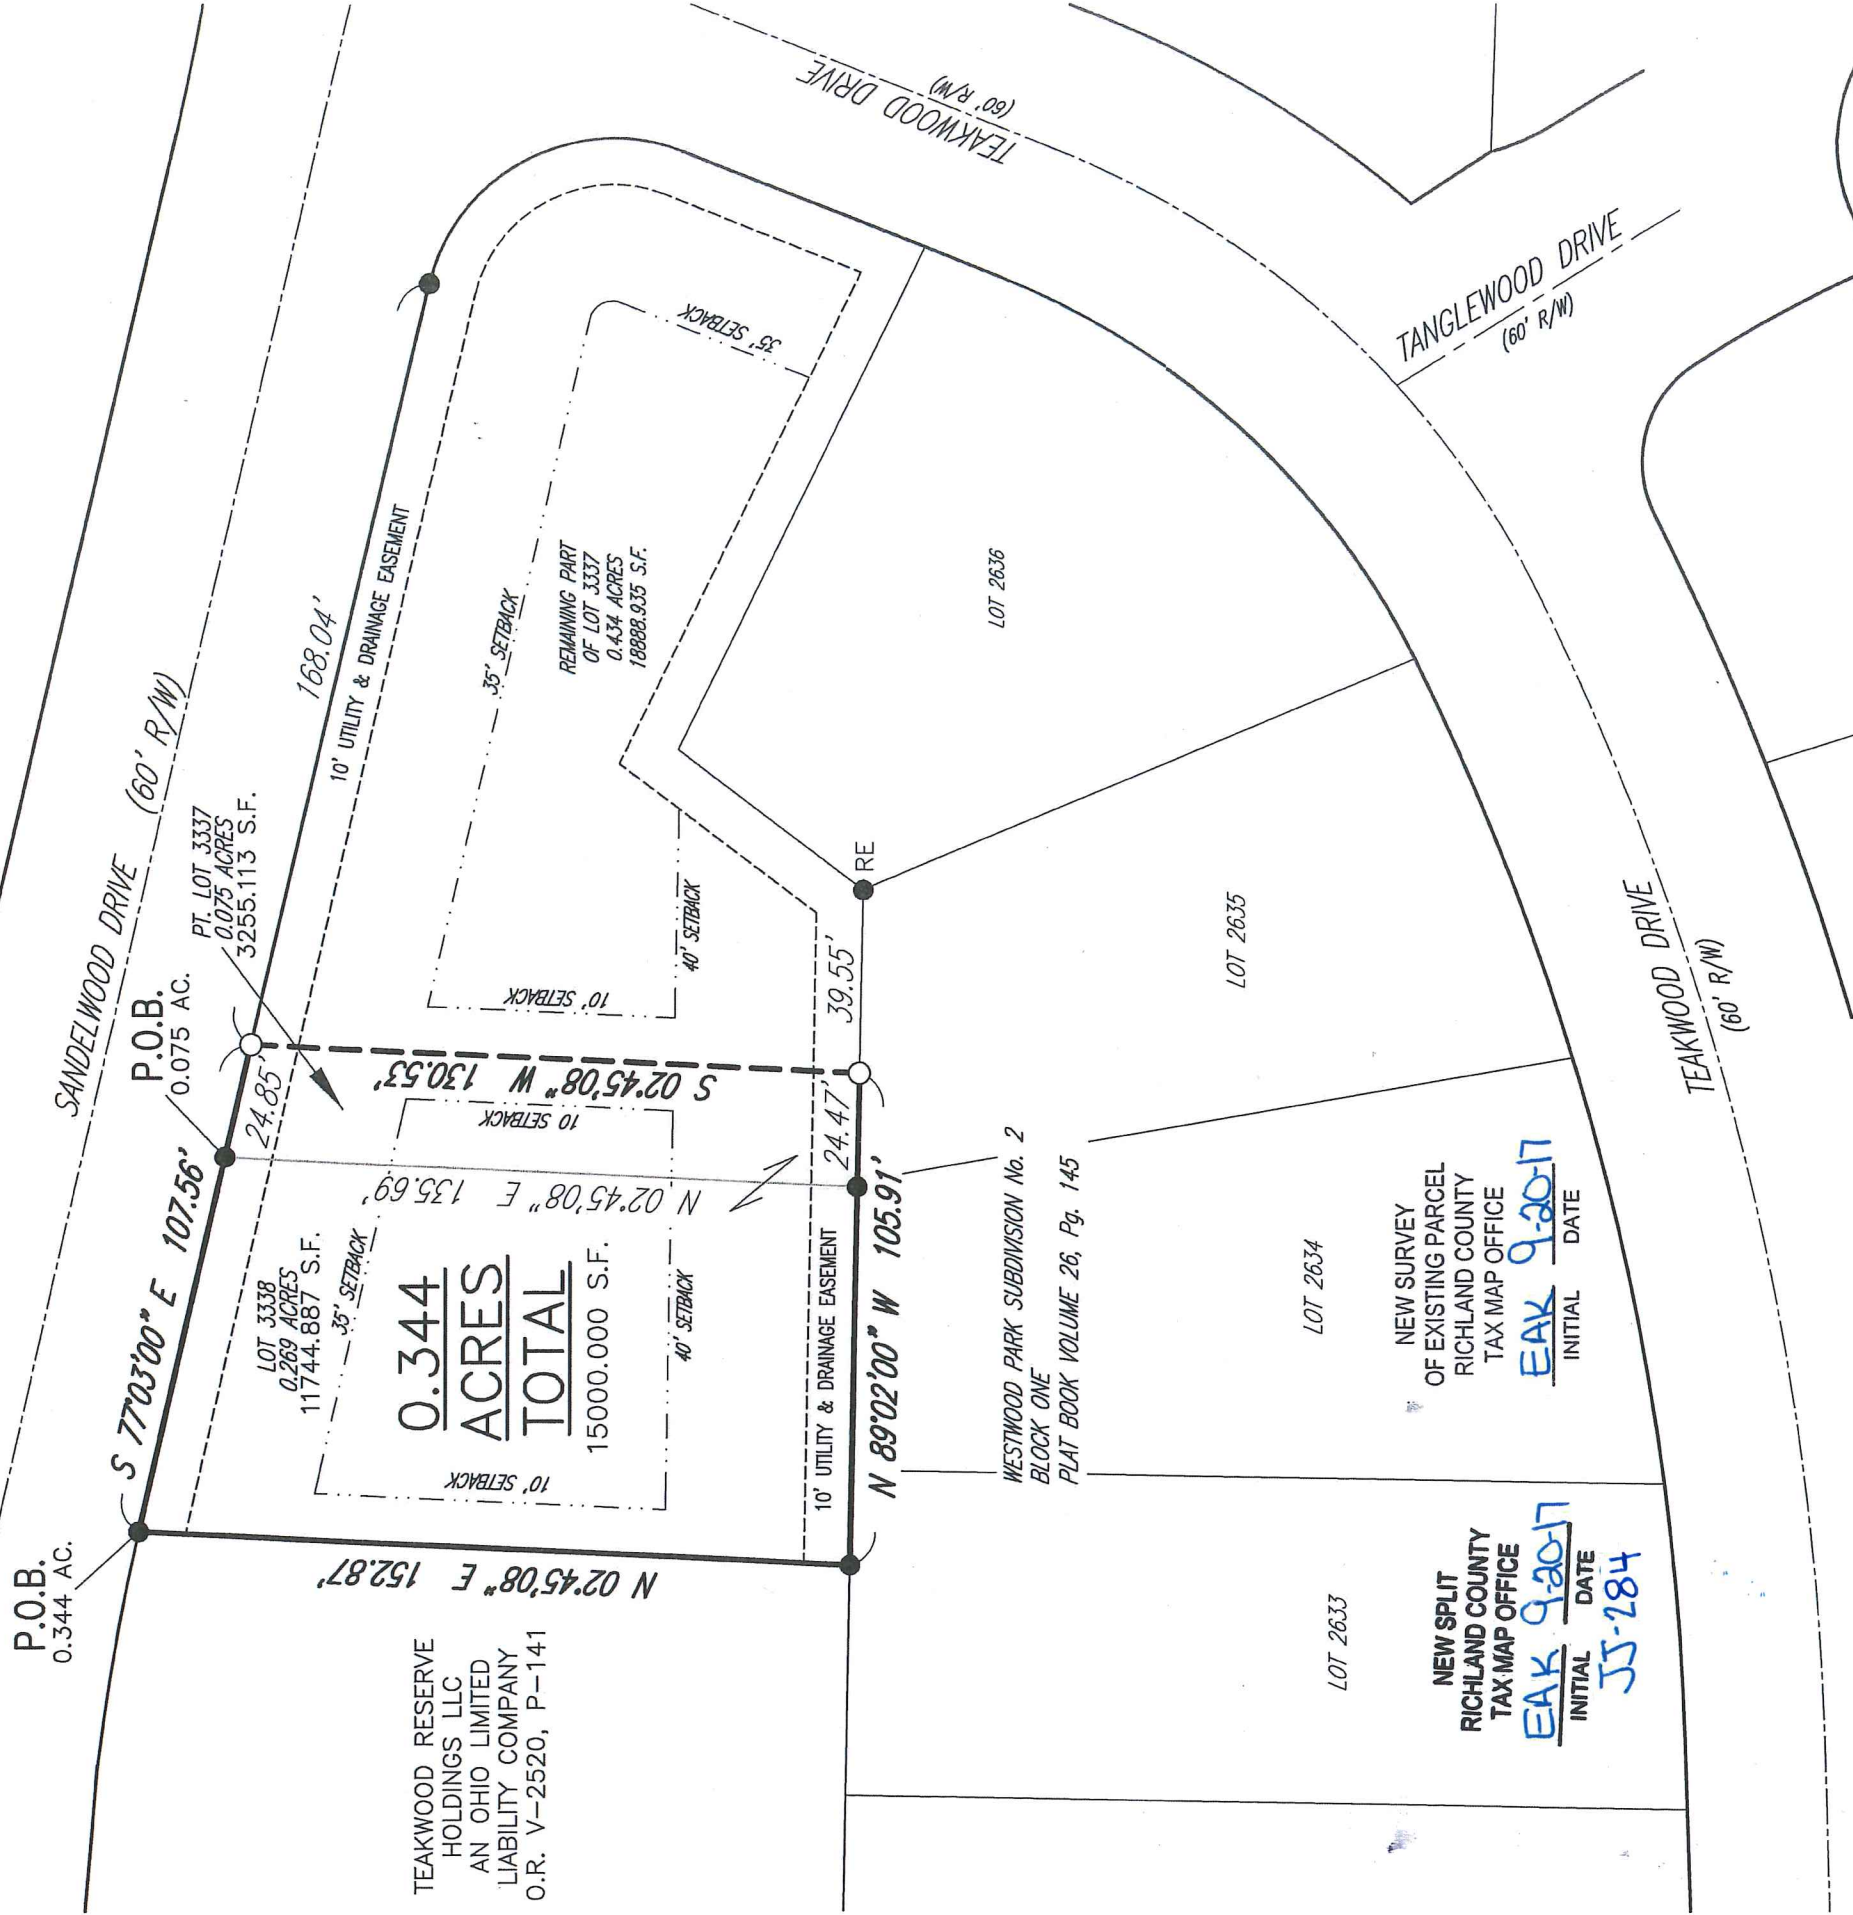 P.O.B.
0.344 AC.
S 77°03'00" E 107.56'
P.O.B.
0.075 AC.
SANDELWOOD DRIVE (60' R/W)
PT. LOT 3337
0.075 ACRES
3255.113 S.F.
24.85'
168.04'
10' UTILITY & DRAINAGE EASEMENT
TEAKWOOD DRIVE
(60' R/W)
LOT 3338
0.269 ACRES
11744.887 S.F.
35' SETBACK
0.344
ACRES
TOTAL
15000.000 S.F.
10' SETBACK
10 SETBACK
40' SETBACK
N 02°45'08" E 152.87'
N 02°45'08" E 135.69'
S 02°45'08" W 130.53'
10' SETBACK
35' SETBACK
35' SETBACK
40' SETBACK
REMAINING PART
OF LOT 3337
0.434 ACRES
18888.935 S.F.
10' UTILITY & DRAINAGE EASEMENT
24.47'
39.55'
RE
N 89°02'00" W 105.91'
TEAKWOOD RESERVE
HOLDINGS LLC
AN OHIO LIMITED
LIABILITY COMPANY
O.R. V-2520, P-141
WESTWOOD PARK SUBDIVISION No. 2
BLOCK ONE
PLAT BOOK VOLUME 26, Pg. 145
LOT 2633
LOT 2634
LOT 2635
LOT 2636
TANGLEWOOD DRIVE
(60' R/W)
TEAKWOOD DRIVE
(60' R/W)
NEW SPLIT
RICHLAND COUNTY
TAX MAP OFFICE
EAK 9-20-17
INITIAL DATE
JJ-284
NEW SURVEY
OF EXISTING PARCEL
RICHLAND COUNTY
TAX MAP OFFICE
EAK 9-20-17
INITIAL DATE